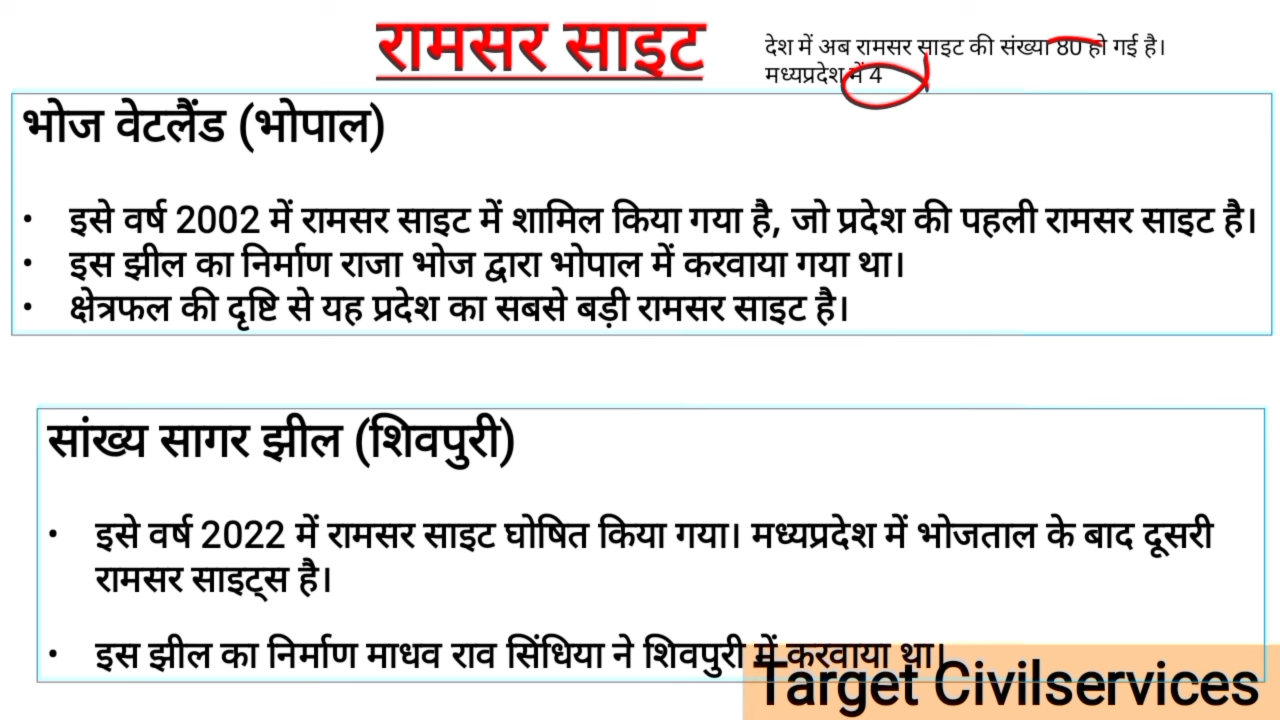 रामसर साइट
देश में अब रामसर साइट की संख्या 80 हो गई है।
मध्यप्रदेश में 4
भोज वेटलैंड (भोपाल)
• इसे वर्ष 2002 में रामसर साइट में शामिल किया गया है, जो प्रदेश की पहली रामसर साइट है।
• इस झील का निर्माण राजा भोज द्वारा भोपाल में करवाया गया था।
• क्षेत्रफल की दृष्टि से यह प्रदेश का सबसे बड़ी रामसर साइट है।
सांख्य सागर झील (शिवपुरी)
• इसे वर्ष 2022 में रामसर साइट घोषित किया गया। मध्यप्रदेश में भोजताल के बाद दूसरी
रामसर साइट्स है।
• इस झील का निर्माण माधव राव सिंधिया ने शिवपुरी में करवाया था।
Target Civilservices